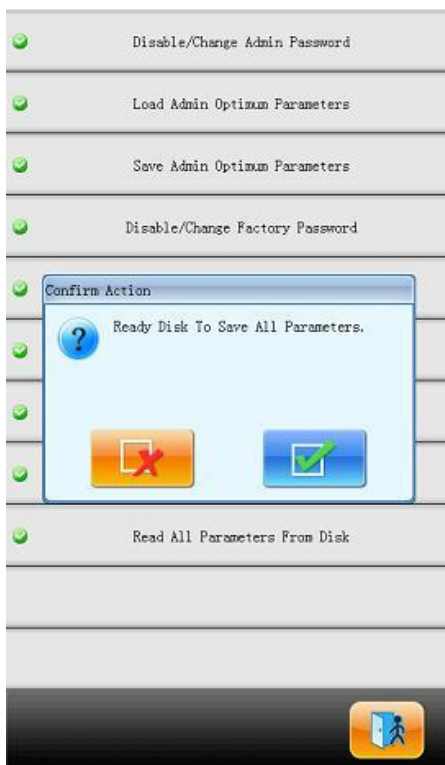 Disable/Change Admin Password
Load Admin Optimum Parameters
Save Admin Optimum Parameters
Disable/Change Factory Password
Confirm Action
Ready Disk To Save All Parameters.
Read All Parameters From Disk